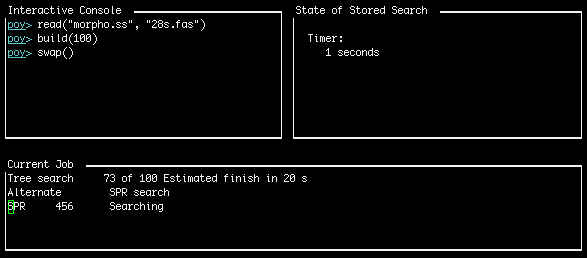 Interactive Console
poy> read("morpho.ss", "28s.fas")
poy> build(100)
poy> swap()
State of Stored Search
Timer:
1 seconds
Current Job
Tree search 73 of 100 Estimated finish in 20 s
Alternate SPR search
SPR 456 Searching